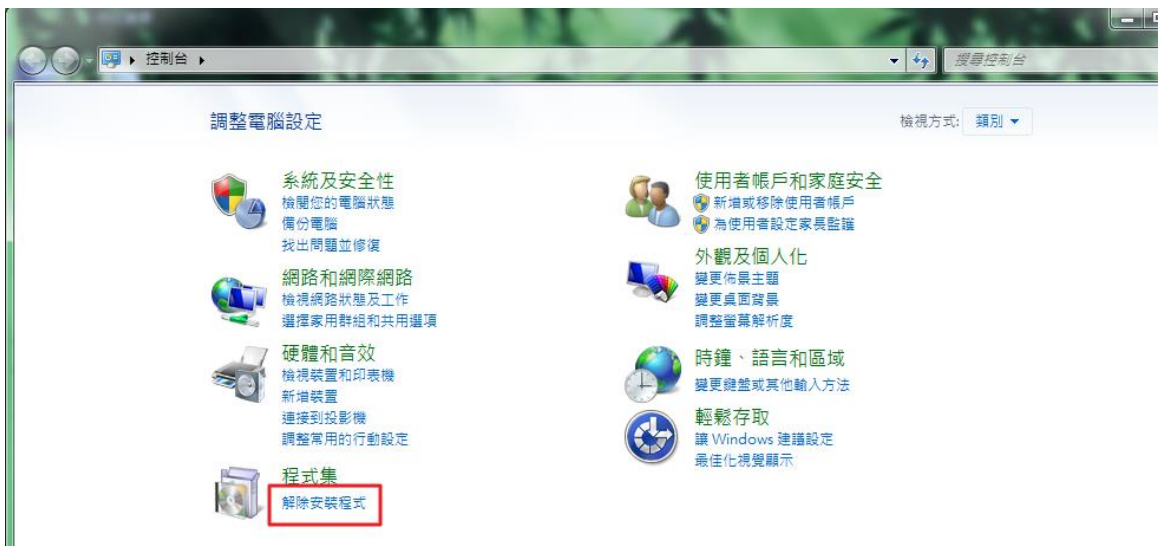 控制台
搜尋控制台
調整電腦設定
檢視方式: 類別
系統及安全性
檢閱您的電腦狀態
備份電腦
找出問題並修復
網路和網際網路
檢視網路狀態及工作
選擇家用群組和共用選項
硬體和音效
檢視裝置和印表機
新增裝置
連接到投影機
調整常用的行動設定
程式集
解除安裝程式
使用者帳戶和家庭安全
新增或移除使用者帳戶
為使用者設定家長監護
外觀及個人化
變更佈景主題
變更桌面背景
調整螢幕解析度
時鐘、語言和區域
變更鍵盤或其他輸入方法
輕鬆存取
讓 Windows 建議設定
最佳化視覺顯示